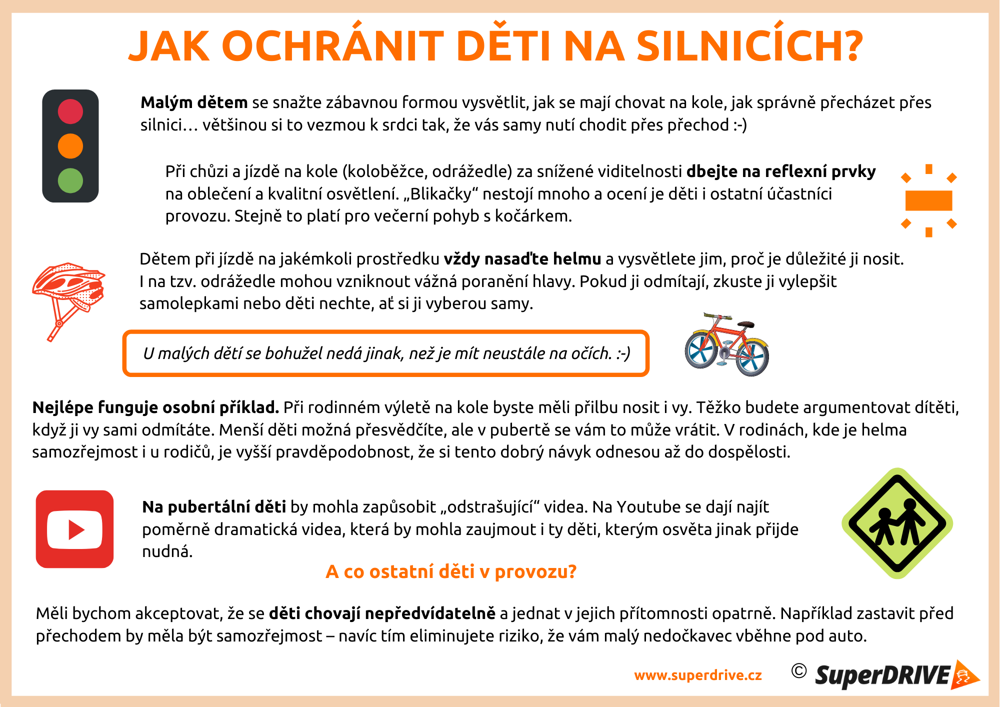 JAK OCHRÁNIT DĚTI NA SILNICÍCH?
Malým dětem se snažte zábavnou formou vysvětlit, jak se mají chovat na kole, jak správně přecházet přes
silnici… většinou si to vezmou k srdci tak, že vás samy nutí chodit přes přechod :-)
Při chůzi a jízdě na kole (koloběžce, odrážedle) za snížené viditelnosti dbejte na reflexní prvky
na oblečení a kvalitní osvětlení. „Blikačky“ nestojí mnoho a ocení je děti i ostatní účastníci
provozu. Stejně to platí pro večerní pohyb s kočárkem.
Dětem při jízdě na jakémkoli prostředku vždy nasaďte helmu a vysvětlete jim, proč je důležité ji nosit.
I na tzv. odrážedle mohou vzniknout vážná poranění hlavy. Pokud ji odmítají, zkuste ji vylepšit
samolepkami nebo děti nechte, ať si ji vyberou samy.
U malých dětí se bohužel nedá jinak, než je mít neustále na očích. :-)
Nejlépe funguje osobní příklad. Při rodinném výletě na kole byste měli přilbu nosit i vy. Těžko budete argumentovat dítěti,
když ji vy sami odmítáte. Menší děti možná přesvědčíte, ale v pubertě se vám to může vrátit. V rodinách, kde je helma
samozřejmost i u rodičů, je vyšší pravděpodobnost, že si tento dobrý návyk odnesou až do dospělosti.
Na pubertální děti by mohla zapůsobit „odstrašující“ videa. Na Youtube se dají najít
poměrně dramatická videa, která by mohla zaujmout i ty děti, kterým osvěta jinak přijde
nudná.
A co ostatní děti v provozu?
Měli bychom akceptovat, že se děti chovají nepředvídatelně a jednat v jejich přítomnosti opatrně. Například zastavit před
přechodem by měla být samozřejmost – navíc tím eliminujete riziko, že vám malý nedočkavec vběhne pod auto.
www.superdrive.cz © SuperDRIVE